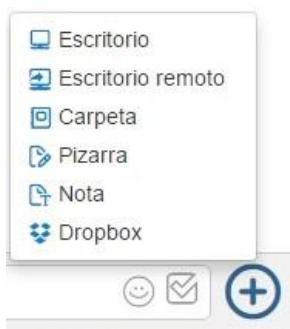 Escritorio
Escritorio remoto
Carpeta
Pizarra
Nota
Dropbox